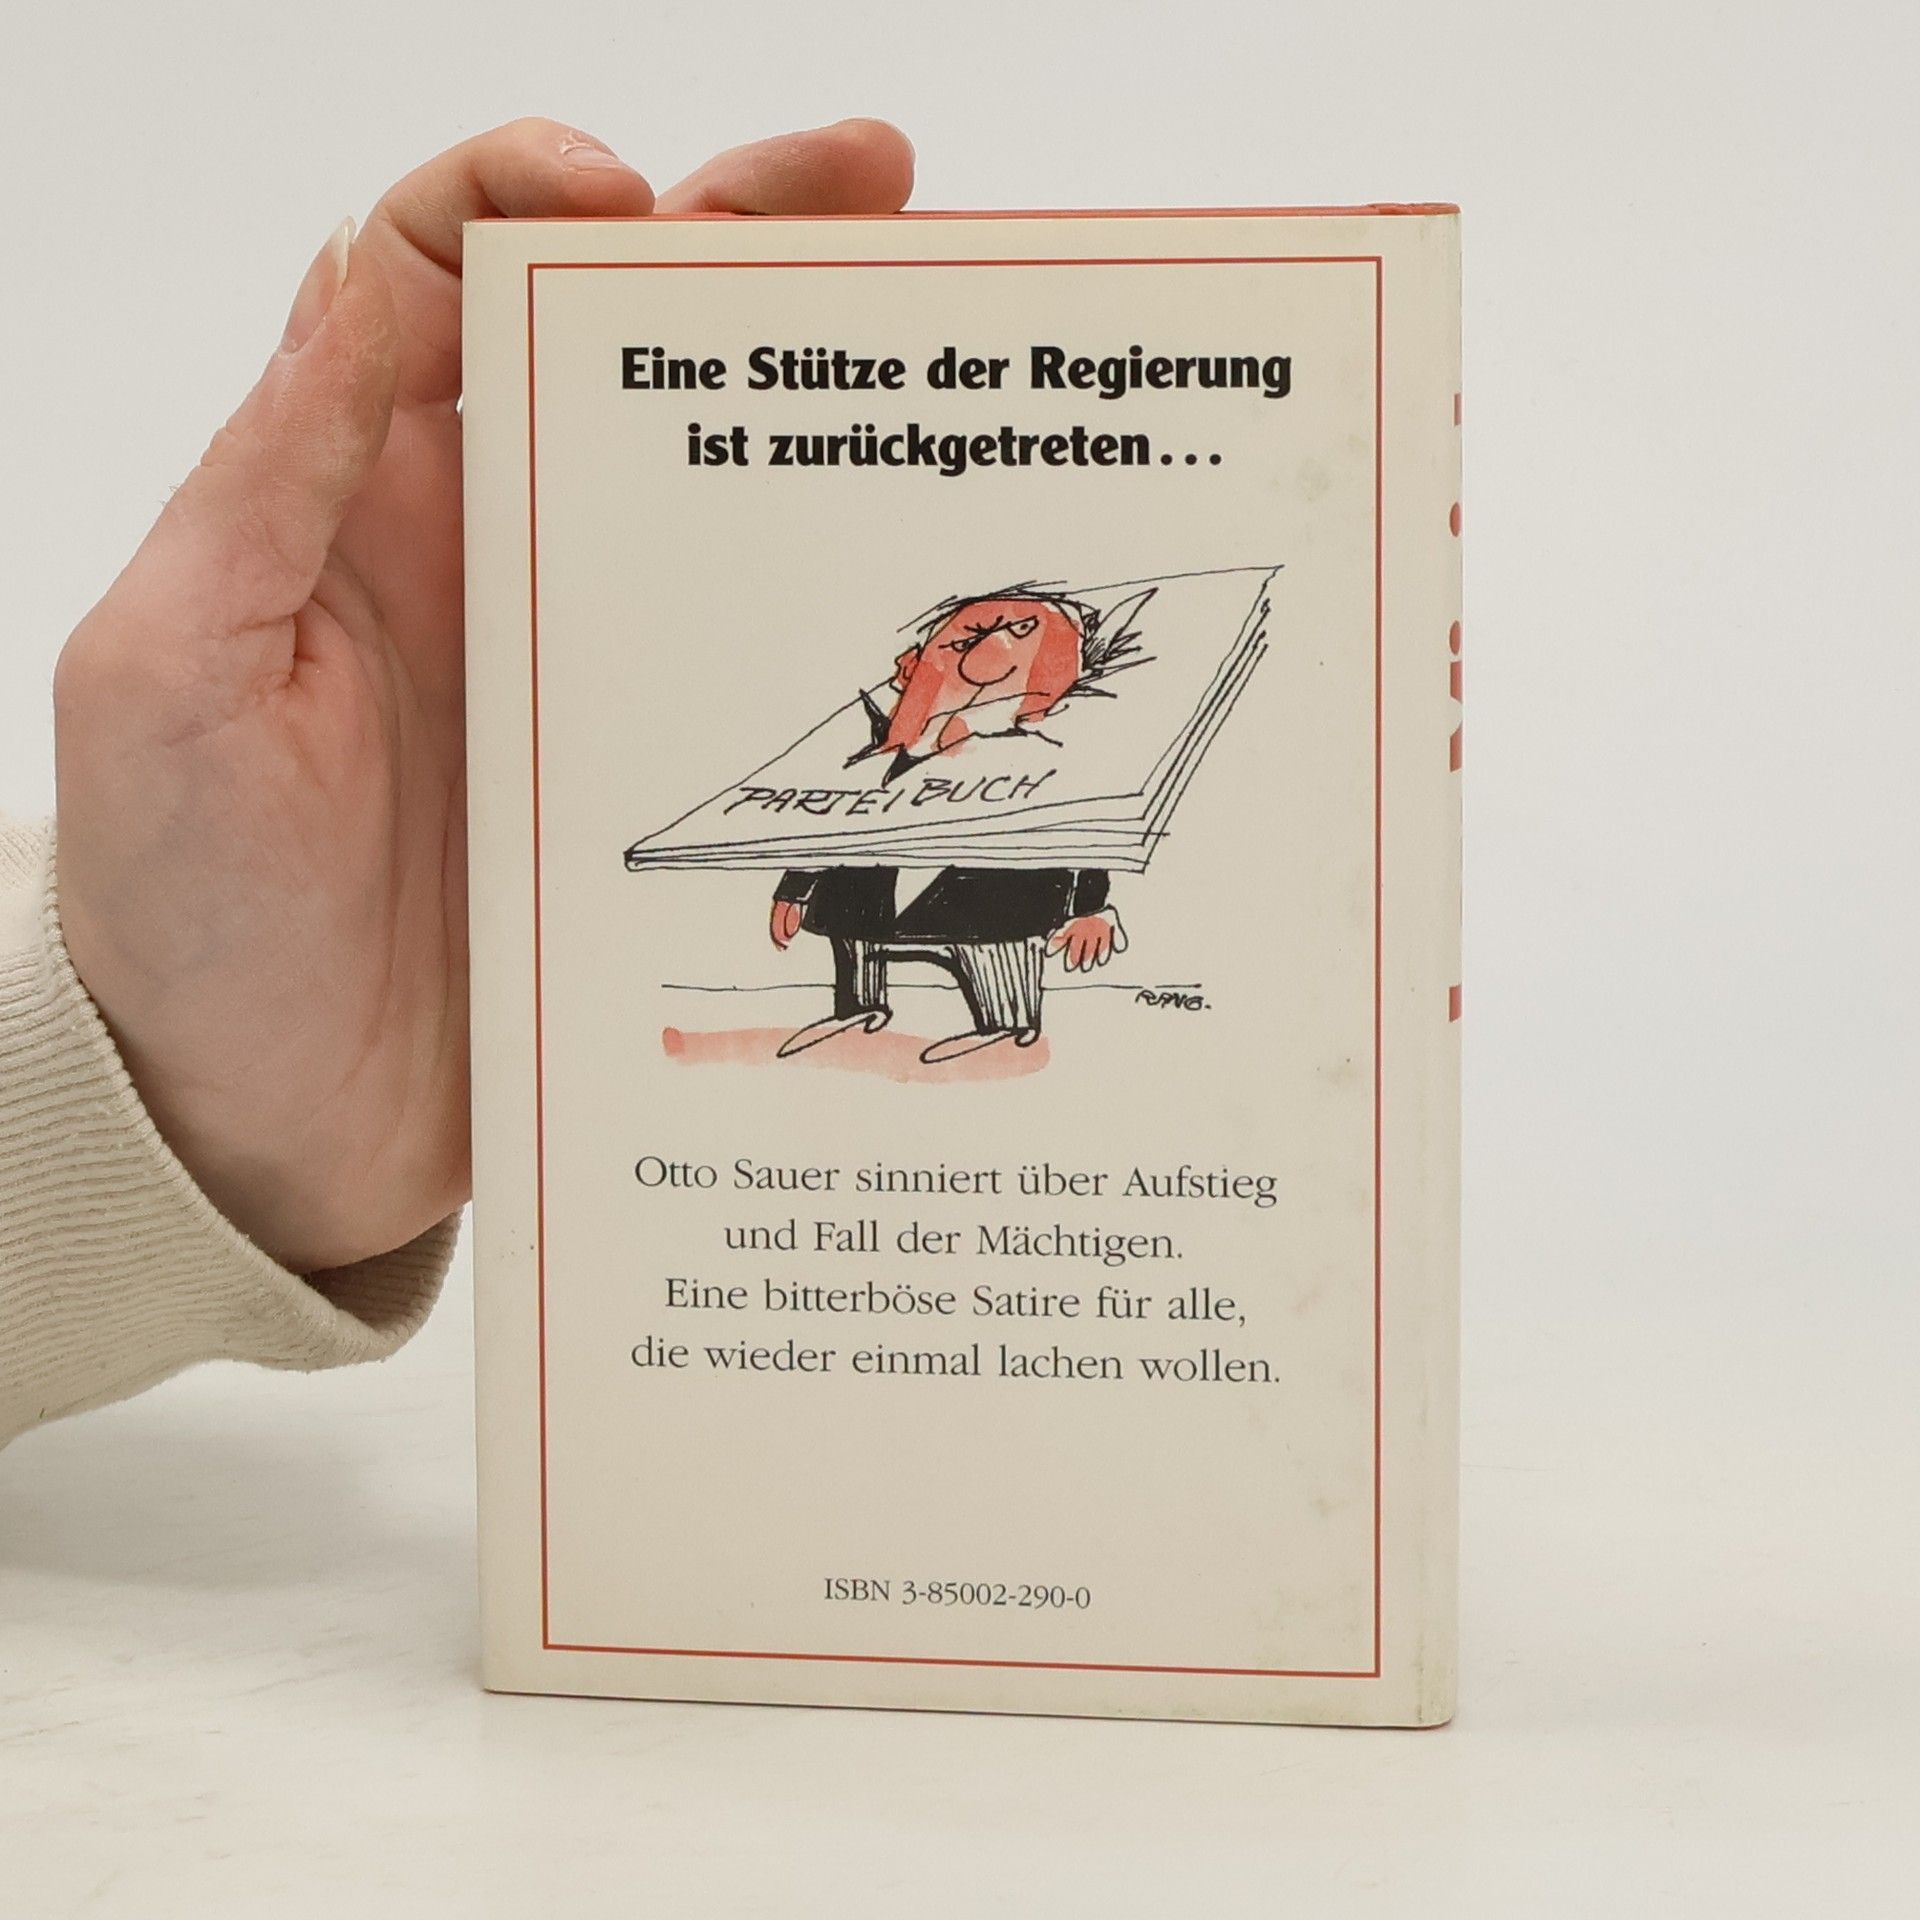 Eine Stütze der Regierung
ist zurückgetreten...
PARTEIBUCH
RANG.
Otto Sauer sinniert über Aufstieg
und Fall der Mächtigen.
Eine bitterböse Satire für alle,
die wieder einmal lachen wollen.
ISBN 3-85002-290-0